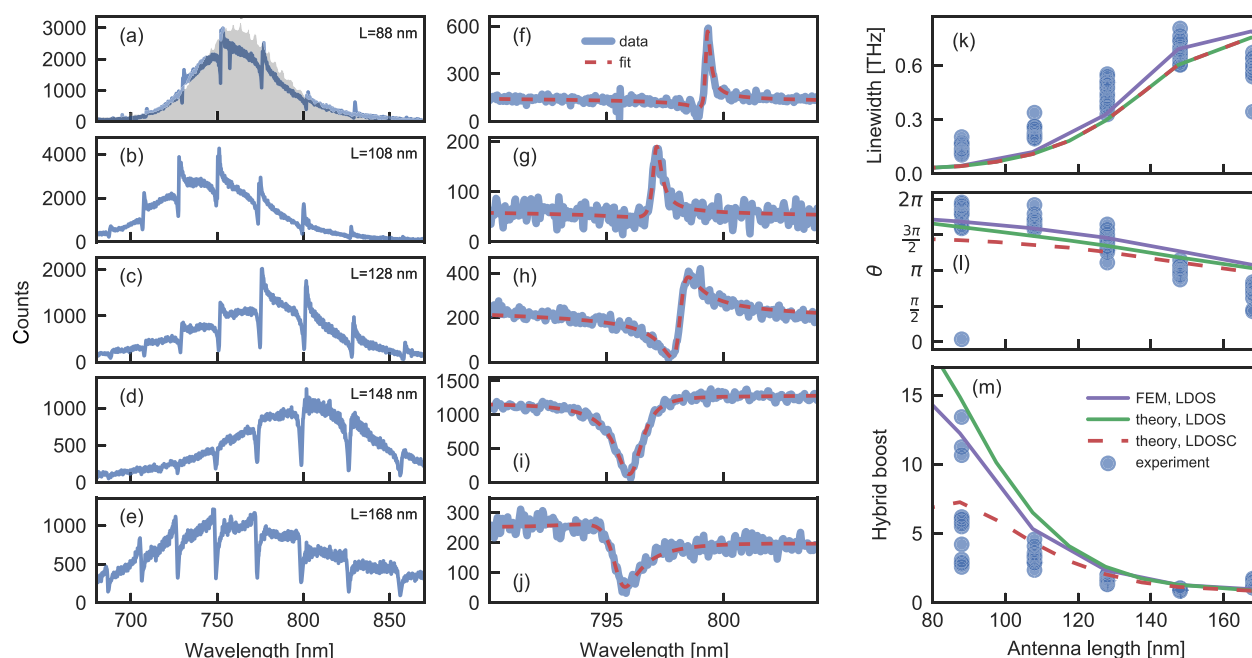 Counts
(a)
L=88 nm
3000
2000
1000
0
(b)
L=108 nm
4000
2000
0
(c)
L=128 nm
2000
1000
0
(d)
L=148 nm
1000
500
0
(e)
L=168 nm
1000
500
0
700 750 800 850
Wavelength [nm]
(f)
data
fit
600
300
0
(g)
200
100
0
(h)
400
200
0
(i)
1500
1000
500
0
(j)
300
200
100
0
795 800
Wavelength [nm]
(k)
Linewidth [THz]
0.6
0.3
0.0
(l)
θ
2π
3π/2
π
π/2
0
(m)
Hybrid boost
15
10
5
0
FEM, LDOS
theory, LDOS
theory, LDOSC
experiment
80 100 120 140 160
Antenna length [nm]